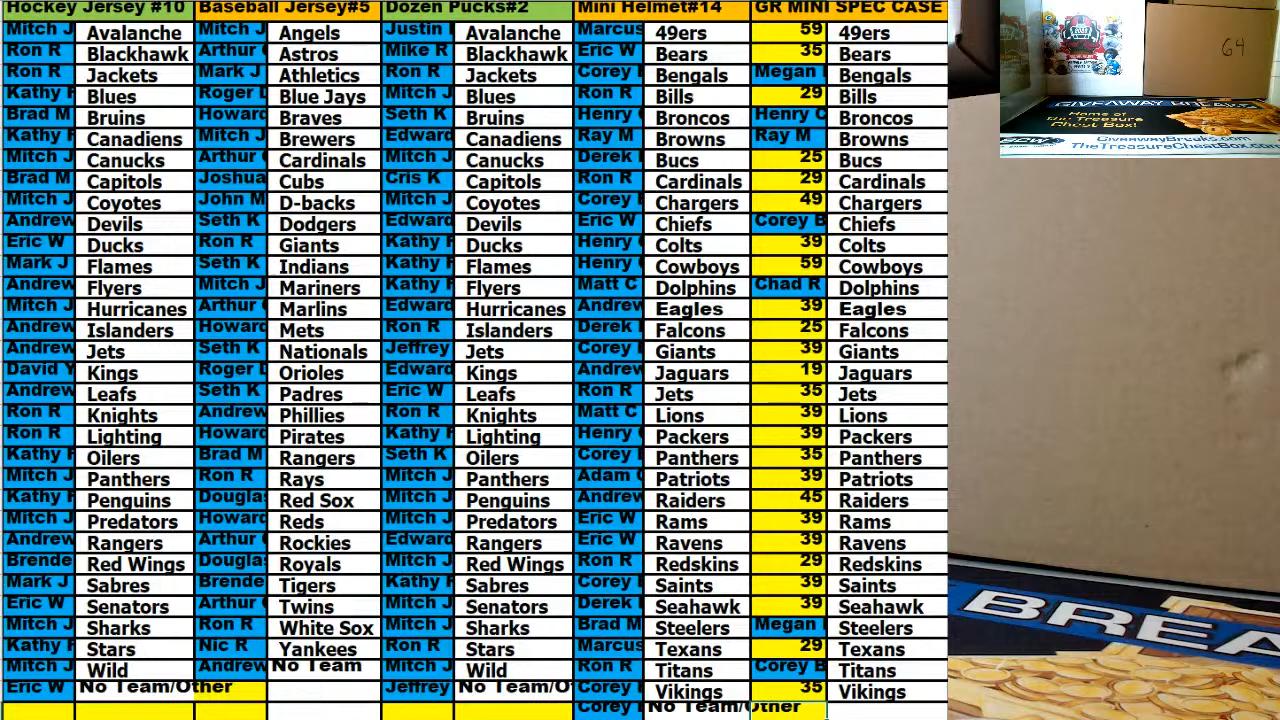 Hockey Jersey #10 Baseball Jersey#5 Dozen Pucks#2 Mini Helmet#14 GR MINI SPEC CASE
Mitch J Avalanche Mitch J Angels Justin Avalanche Marcus 49ers 59 49ers
Ron R Blackhawk Arthur Astros Mike R Blackhawk Eric W Bears 35 Bears
Ron R Jackets Mark J Athletics Ron R Jackets Corey Bengals Megan Bengals
Kathy Blues Roger Blue Jays Mitch J Blues Ron R Bills 29 Bills
Brad M Bruins Howard Braves Seth K Bruins Henry Broncos Henry C Broncos
Kathy Canadiens Mitch J Brewers Edward Candiens Ray M Browns Ray M Browns
Mitch J Canucks Arthur Cardinals Mitch J Canucks Derek Bucs 25 Bucs
Brad M Capitols Joshua Cubs Cris K Capitols Ron R Cardinals 29 Cardinals
Mitch J Coyotes John M D-backs Mitch J Coyotes Corey Chargers 49 Chargers
Andrew Devils Seth K Dodgers Edward Devils Eric W Chiefs Corey B Chiefs
Eric W Ducks Ron R Giants Kathy Ducks Henry Colts 39 Colts
Mark J Flames Seth K Indians Kathy Flames Henry Cowboys 59 Cowboys
Andrew Flyers Mitch J Mariners Kathy Flyers Matt C Dolphins Chad R Dolphins
Mitch J Hurricanes Arthur Marlins Edward Hurricanes Andrew Eagles 39 Eagles
Andrew Islanders Howard Mets Ron R Islanders Derek Falcons 25 Falcons
Andrew Jets Seth K Nationals Jeffrey Jets Corey Giants 39 Giants
David Y Kings Roger Orioles Edward Kings Andrew Jaguars 19 Jaguars
Andrew Leafs Seth K Padres Eric W Leafs Ron R Jets 35 Jets
Ron R Knights Andrew Phillies Ron R Knights Matt C Lions 39 Lions
Ron R Lighting Howard Pirates Kathy Lighting Henry Packers 39 Packers
Kathy Oilers Brad M Rangers Seth K Oilers Corey Panthers 35 Panthers
Mitch J Panthers Ron R Rays Mitch J Panthers Adam Patriots 39 Patriots
Kathy Penguins Douglas Red Sox Mitch J Penguins Andrew Raiders 45 Raiders
Mitch J Predators Howard Reds Mitch J Predators Eric W Rams 39 Rams
Andrew Rangers Arthur Rockies Edward Rangers Eric W Ravens 39 Ravens
Brende Red Wings Douglas Royals Mitch J Red Wings Ron R Redskins 29 Redskins
Mark J Sabres Brende Tigers Kathy Sabres Corey Saints 39 Saints
Eric W Senators Arthur Twins Mitch J Senators Derek Seahawk 39 Seahawk
Mitch J Sharks Ron R White Sox Mitch J Sharks Brad M Steelers Megan Steelers
Kathy Stars Nic R Yankees Ron R Stars Marcus Texans 29 Texans
Mitch J Wild Andrew No Team Mitch J Wild Ron R Titans Corey B Titans
Eric W No Team/Other Jeffrey No Team/Ot Corey Vikings 35 Vikings
Corey No Team/Other
64
GIVEAWAY BREAKS
Home of
The Treasure
Chest Box!
GiveawayBreaks.com
TheTreasureChestBox.com
BREA